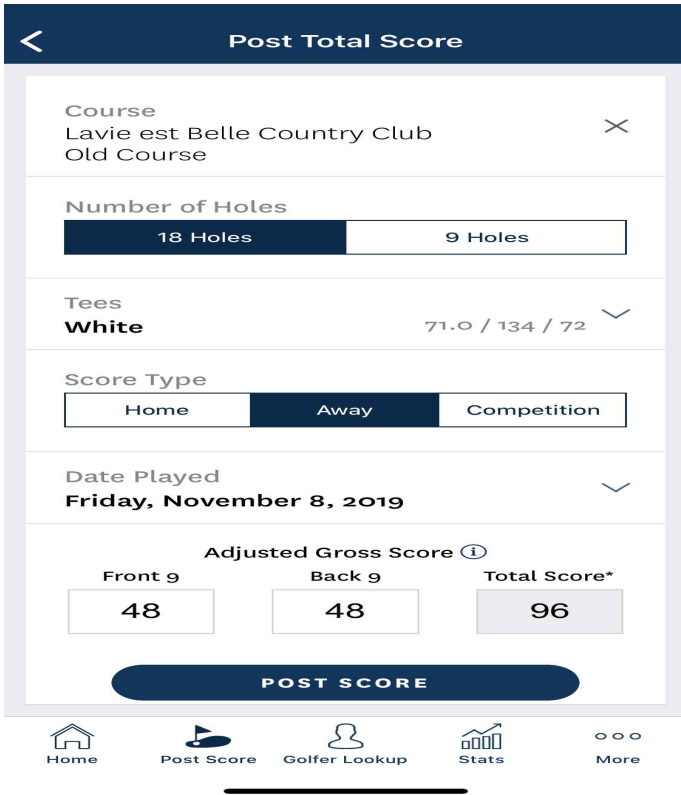 Post Total Score
Course
Lavie est Belle Country Club
Old Course
Number of Holes
18 Holes 9 Holes
Tees
White 71.0 / 134 / 72
Score Type
Home Away Competition
Date Played
Friday, November 8, 2019
Adjusted Gross Score i
Front 9 Back 9 Total Score*
48 48 96
POST SCORE
Home Post Score Golfer Lookup Stats More